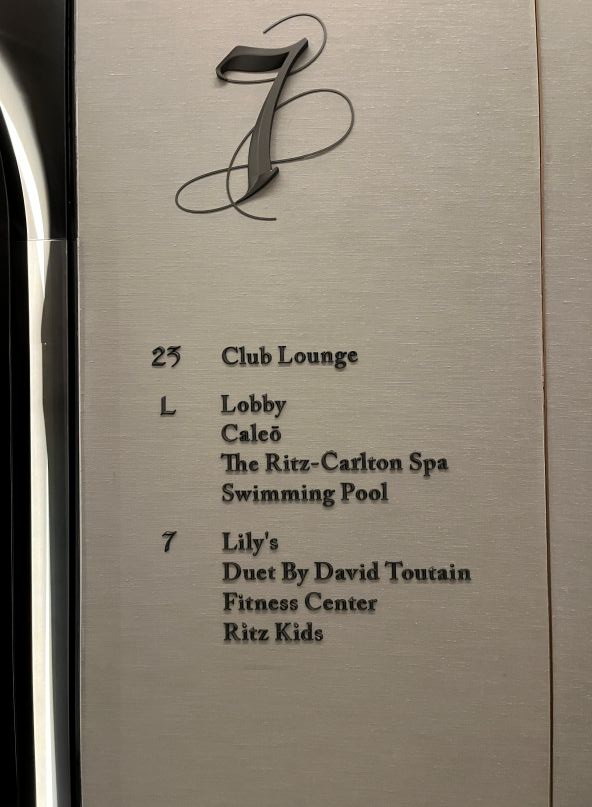 7
23 Club Lounge
L Lobby
Caleō
The Ritz-Carlton Spa
Swimming Pool
7 Lily's
Duet By David Toutain
Fitness Center
Ritz Kids